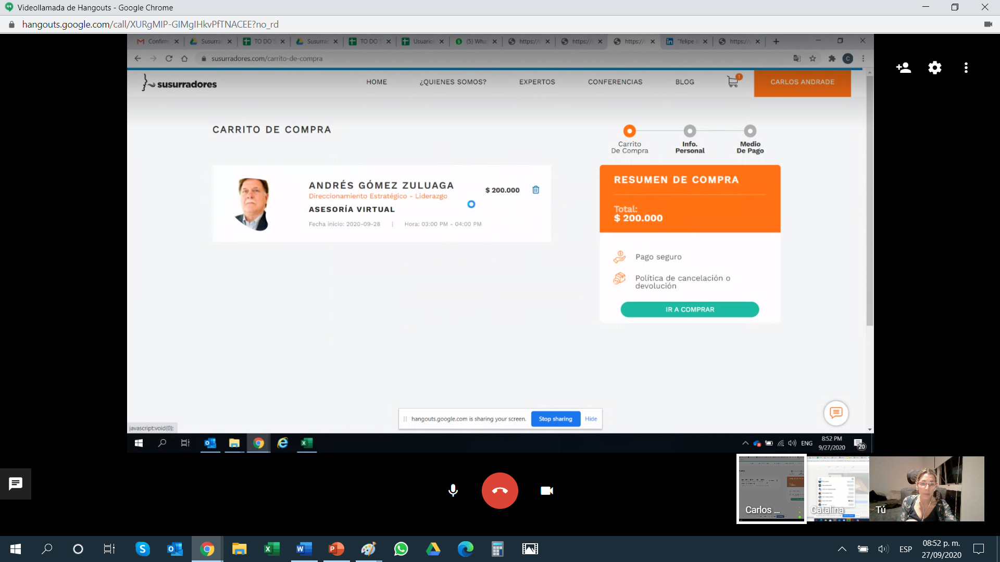 Videollamada de Hangouts - Google Chrome
hangouts.google.com/call/XURgMIP-GIMgIHkvPfTNACEE?no_rd
Confirm Susurra TO DO'S Susurra TO DO'S Usuario (5) Wha https:// https:// https:// "felipe https://
susurradores.com/carrito-de-compra
susurradores
HOME ¿QUIENES SOMOS? EXPERTOS CONFERENCIAS BLOG 1 CARLOS ANDRADE
CARRITO DE COMPRA
Carrito De Compra
Info. Personal
Medio De Pago
ANDRÉS GÓMEZ ZULUAGA
$ 200.000
Direccionamiento Estratégico - Liderazgo
ASESORÍA VIRTUAL
Fecha inicio: 2020-09-28 | Hora: 03:00 PM - 04:00 PM
RESUMEN DE COMPRA
Total:
$ 200.000
Pago seguro
Política de cancelación o
devolución
IR A COMPRAR
hangouts.google.com is sharing your screen. Stop sharing Hide
javascript:void(0);
ENG
8:52 PM
9/27/2020
20
Carlos ...
Catalina
Tú
ESP
08:52 p. m.
27/09/2020